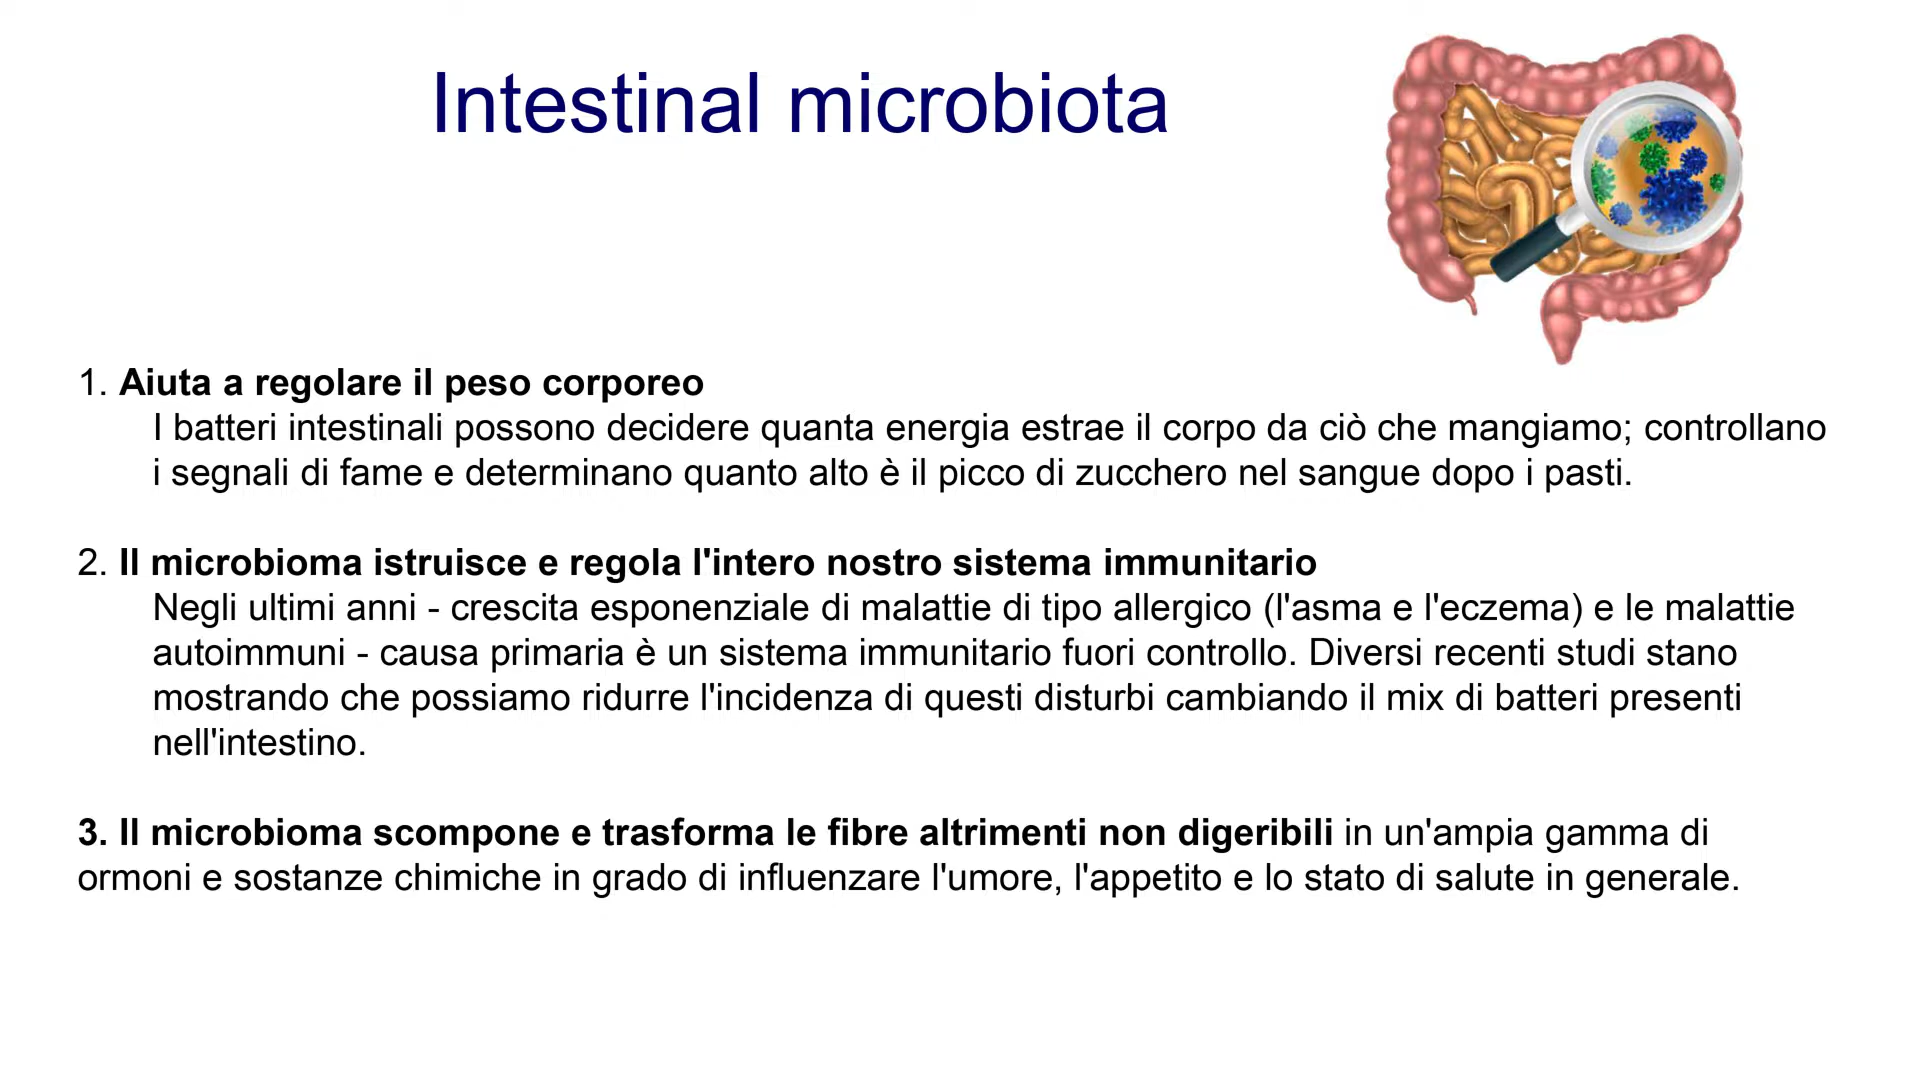 Intestinal microbiota
1. Aiuta a regolare il peso corporeo
I batteri intestinali possono decidere quanta energia estrae il corpo da ciò che mangiamo; controllano
i segnali di fame e determinano quanto alto è il picco di zucchero nel sangue dopo i pasti.
2. Il microbioma istruisce e regola l'intero nostro sistema immunitario
Negli ultimi anni - crescita esponenziale di malattie di tipo allergico (l'asma e l'eczema) e le malattie
autoimmuni - causa primaria è un sistema immunitario fuori controllo. Diversi recenti studi stano
mostrando che possiamo ridurre l'incidenza di questi disturbi cambiando il mix di batteri presenti
nell'intestino.
3. Il microbioma scompone e trasforma le fibre altrimenti non digeribili in un'ampia gamma di
ormoni e sostanze chimiche in grado di influenzare l'umore, l'appetito e lo stato di salute in generale.